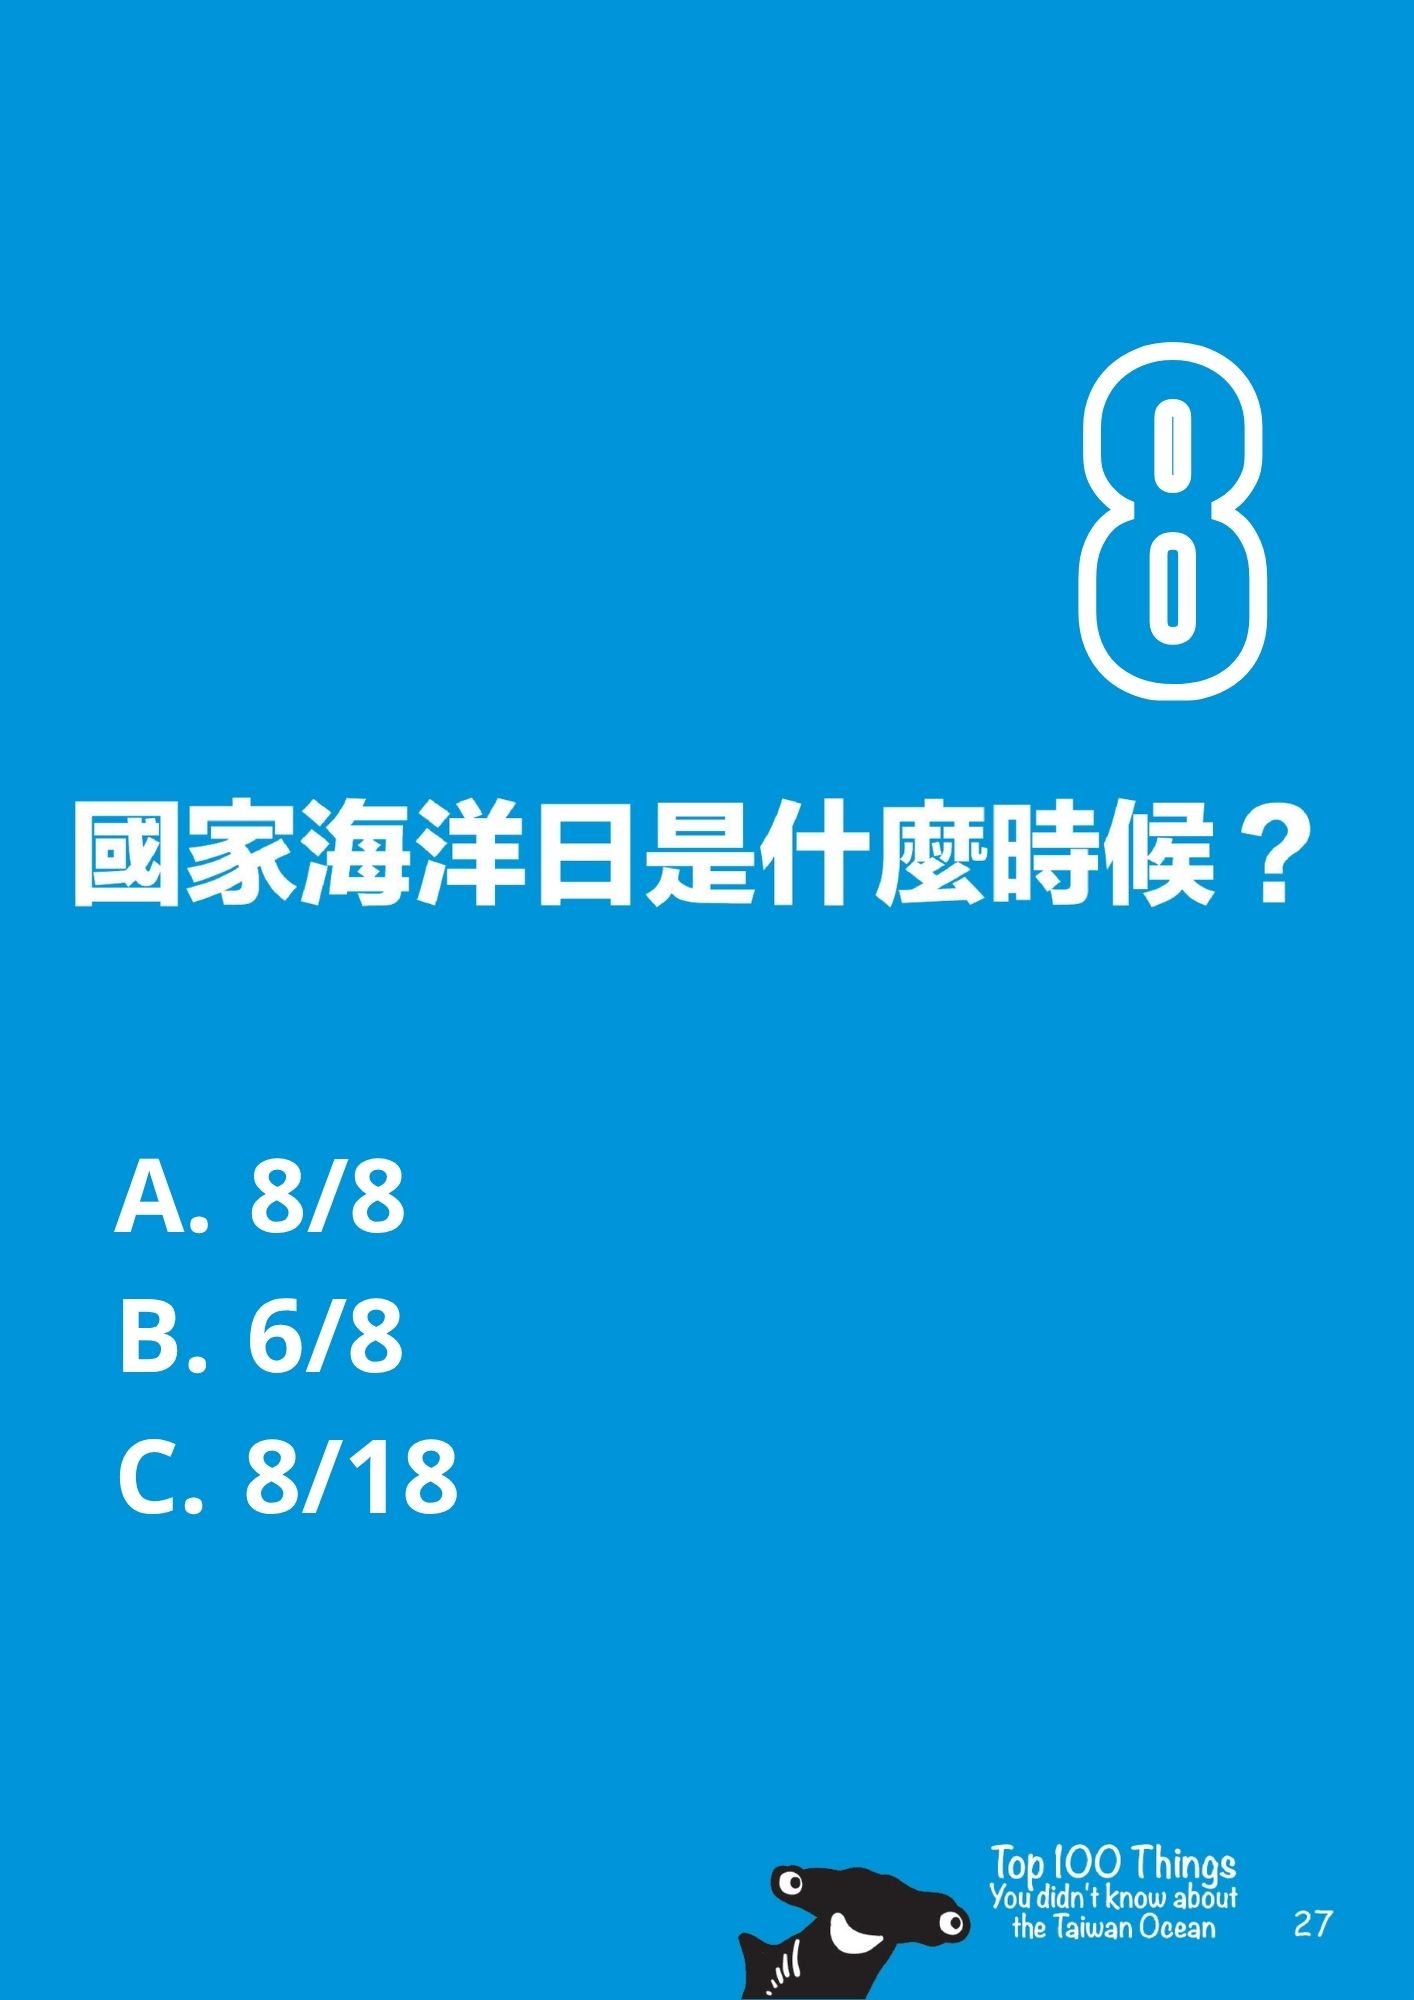 8
國家海洋日是什麼時候？
A. 8/8
B. 6/8
C. 8/18
Top 100 Things
You didn't know about
the Taiwan Ocean
27